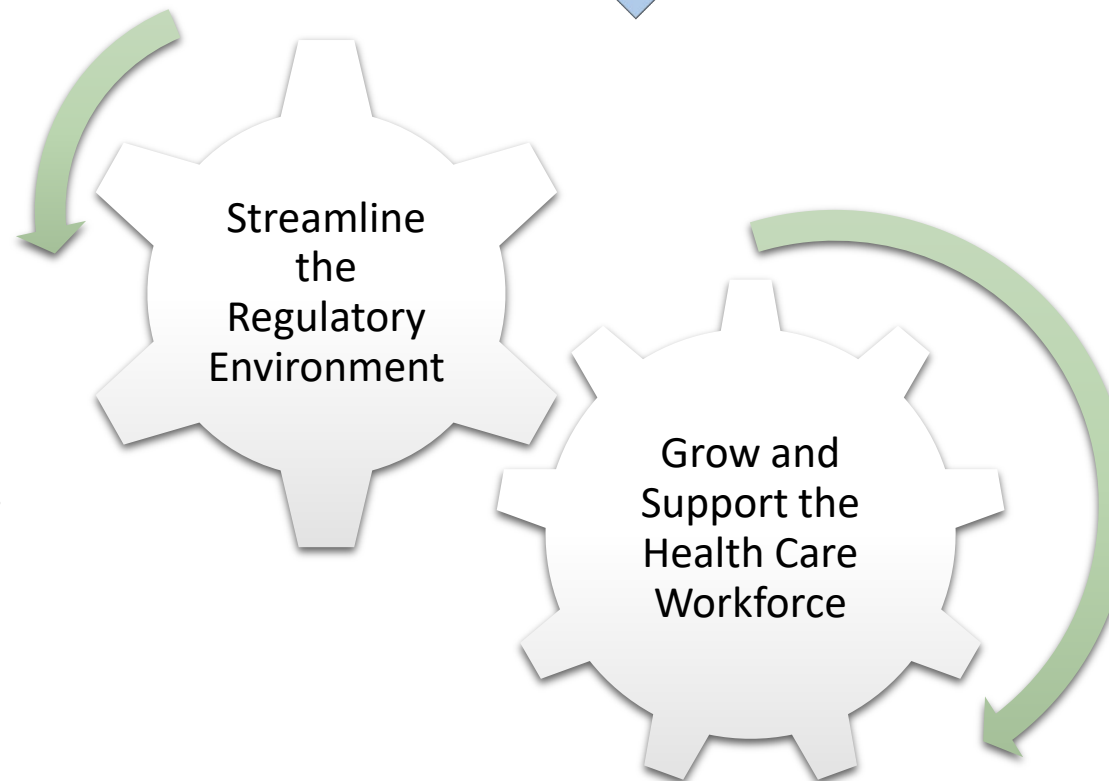 Streamline
the
Regulatory
Environment
Grow and
Support the
Health Care
Workforce